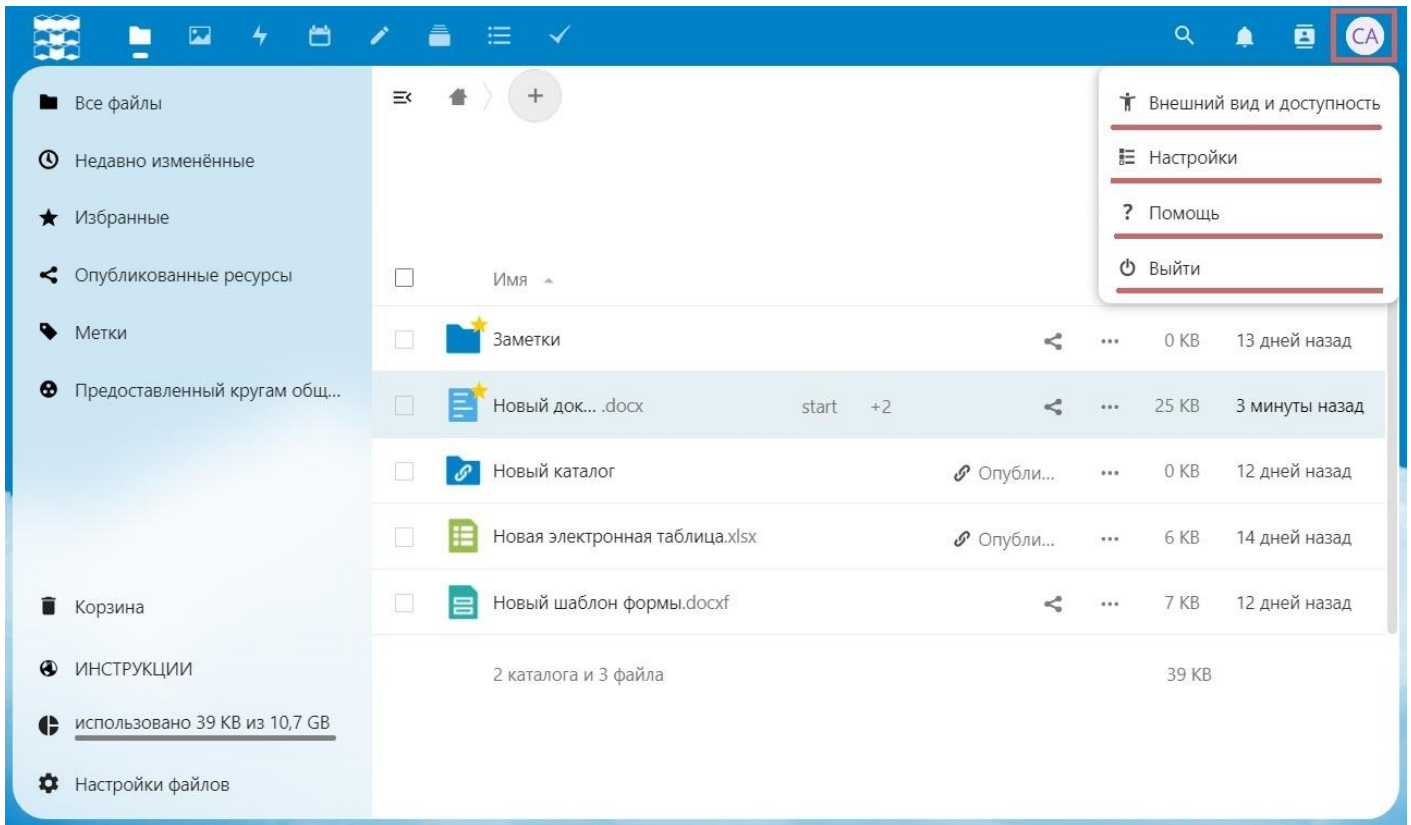 CA
Все файлы
Недавно изменённые
Избранные
Опубликованные ресурсы
Метки
Предоставленный кругам общ...
Корзина
ИНСТРУКЦИИ
использовано 39 KB из 10,7 GB
Настройки файлов
Внешний вид и доступность
Настройки
? Помощь
Выйти
+
Имя
Заметки ... 0 KB 13 дней назад
Новый док... .docx start +2 ... 25 KB 3 минуты назад
Новый каталог Опубли... ... 0 KB 12 дней назад
Новая электронная таблица.xlsx Опубли... ... 6 KB 14 дней назад
Новый шаблон формы.docxf ... 7 KB 12 дней назад
2 каталога и 3 файла 39 KB